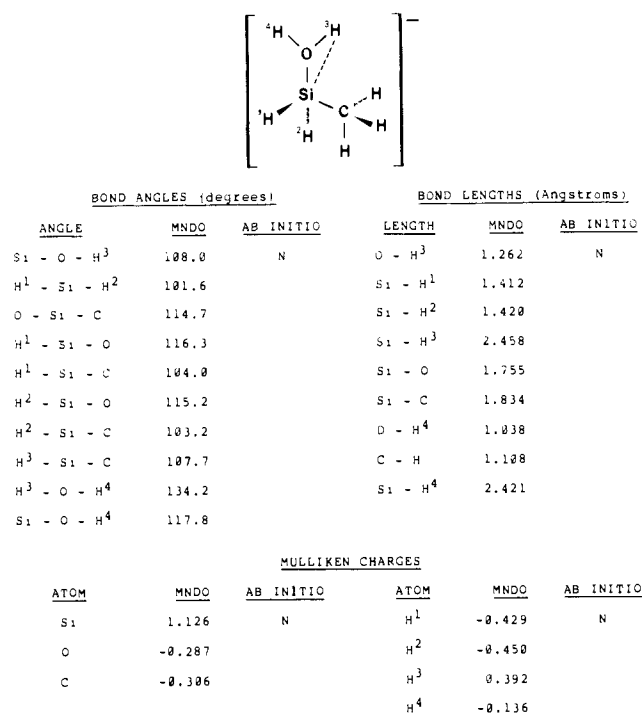 ⁴H ³H
O
Si
¹H C H
²H H
H
−
BOND ANGLES (degrees) BOND LENGTHS (Angstroms)
ANGLE MNDO AB INITIO LENGTH MNDO AB INITIO
Si - O - H³ 108.0 N O - H³ 1.262 N
H¹ - Si - H² 101.6 Si - H¹ 1.412
O - Si - C 114.7 Si - H² 1.420
H¹ - Si - O 116.3 Si - H³ 2.458
H¹ - Si - C 104.0 Si - O 1.755
H² - Si - O 115.2 Si - C 1.834
H² - Si - C 103.2 O - H⁴ 1.038
H³ - Si - C 107.7 C - H 1.108
H³ - O - H⁴ 134.2 Si - H⁴ 2.421
Si - O - H⁴ 117.8
MULLIKEN CHARGES
ATOM MNDO AB INITIO ATOM MNDO AB INITIO
Si 1.126 N H¹ -0.429 N
O -0.287 H² -0.450
C -0.306 H³ 0.392
H⁴ -0.136